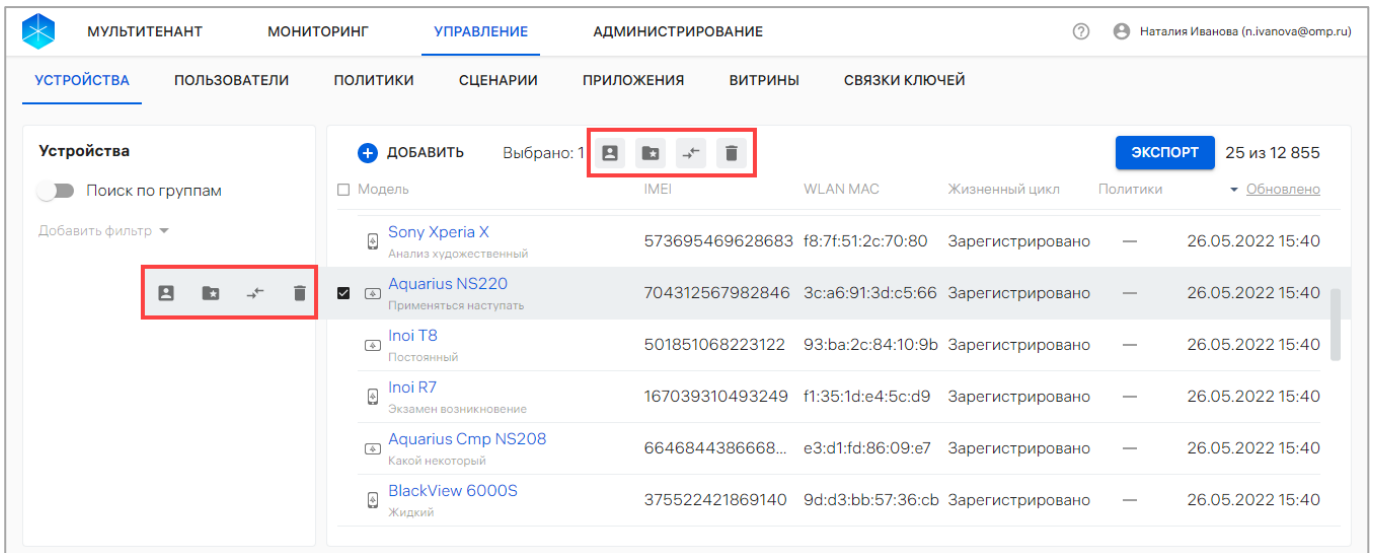 МУЛЬТИТЕНАНТ МОНИТОРИНГ УПРАВЛЕНИЕ АДМИНИСТРИРОВАНИЕ Наталия Иванова (n.ivanova@omp.ru)
УСТРОЙСТВА ПОЛЬЗОВАТЕЛИ ПОЛИТИКИ СЦЕНАРИИ ПРИЛОЖЕНИЯ ВИТРИНЫ СВЯЗКИ КЛЮЧЕЙ
Устройства
Поиск по группам
Добавить фильтр
ДОБАВИТЬ Выбрано: 1 ЭКСПОРТ 25 из 12 855
Модель IMEI WLAN MAC Жизненный цикл Политики Обновлено
Sony Xperia X 573695469628683 f8:7f:51:2c:70:80 Зарегистрировано — 26.05.2022 15:40
Анализ художественный
Aquarius NS220 704312567982846 3c:a6:91:3d:c5:66 Зарегистрировано — 26.05.2022 15:40
Применяться наступать
Inoi T8 501851068223122 93:ba:2c:84:10:9b Зарегистрировано — 26.05.2022 15:40
Постоянный
Inoi R7 167039310493249 f1:35:1d:e4:5c:d9 Зарегистрировано — 26.05.2022 15:40
Экзамен возникновение
Aquarius Cmp NS208 6646844386668... e3:d1:fd:86:09:e7 Зарегистрировано — 26.05.2022 15:40
Какой некоторый
BlackView 6000S 375522421869140 9d:d3:bb:57:36:cb Зарегистрировано — 26.05.2022 15:40
Жидкий